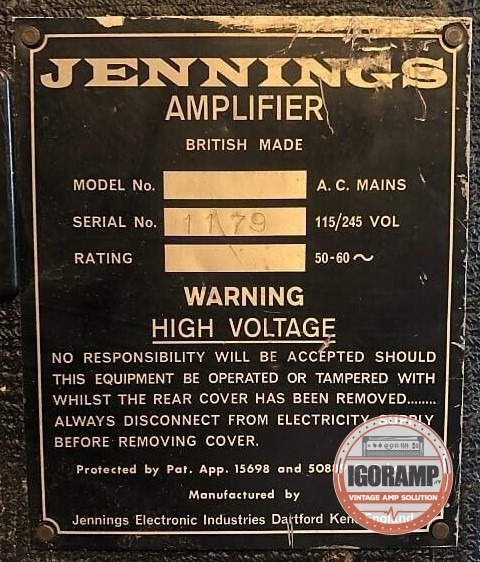 JENNINGS
AMPLIFIER
BRITISH MADE
MODEL No. A.C. MAINS
SERIAL No. 1179 115/245 VOL
RATING 50-60~
WARNING
HIGH VOLTAGE
NO RESPONSIBILITY WILL BE ACCEPTED SHOULD
THIS EQUIPMENT BE OPERATED OR TAMPERED WITH
WHILST THE REAR COVER HAS BEEN REMOVED........
ALWAYS DISCONNECT FROM ELECTRICITY SUPPLY
BEFORE REMOVING COVER.
Protected by Pat. App. 15698 and
Manufactured by
Jennings Electronic Industries Dartford Kent England
IGORAMP
VINTAGE AMP SOLUTION